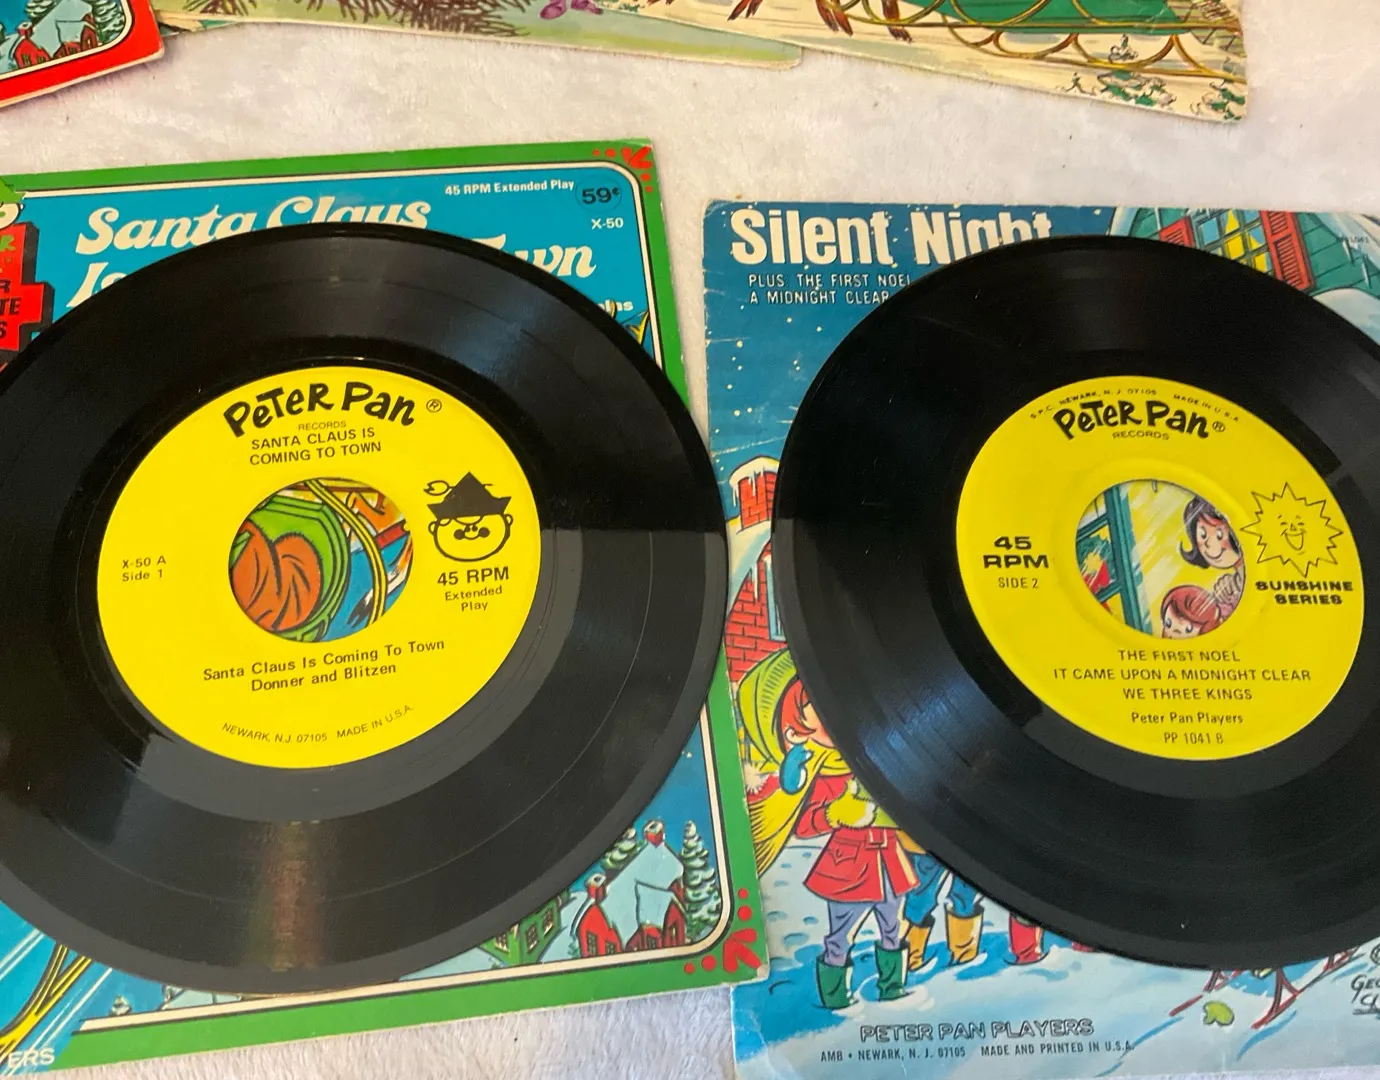 45 RPM Extended Play
59¢
X-50
Santa Claus
PETER PAN ®
RECORDS
SANTA CLAUS IS
COMING TO TOWN
X-50 A
Side 1
45 RPM
Extended
Play
Santa Claus Is Coming To Town
Donner and Blitzen
NEWARK, N.J. 07105 MADE IN U.S.A.
ERS
Silent Night
PLUS THE FIRST NOEL
A MIDNIGHT CLEAR
S.P.C. NEWARK, N. J. 07105 MADE IN U.S.A.
PETER PAN ®
RECORDS
45
RPM
SIDE 2
SUNSHINE
SERIES
THE FIRST NOEL
IT CAME UPON A MIDNIGHT CLEAR
WE THREE KINGS
Peter Pan Players
PP 1041 B
PETER PAN PLAYERS
AMB • NEWARK, N. J. 07105 MADE AND PRINTED IN U.S.A.